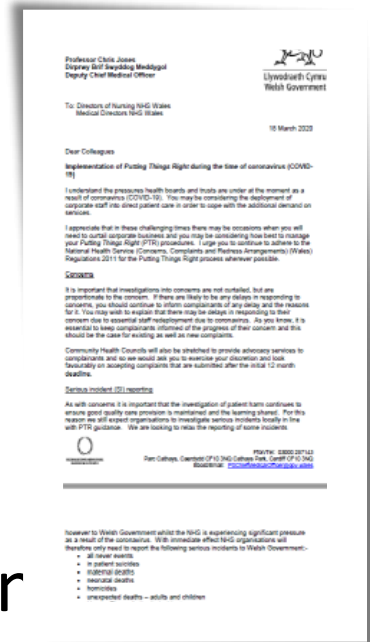 Professor Chris Jones
Dirprwy Brif Swyddog Meddygol
Deputy Chief Medical Officer
Llywodraeth Cymru
Welsh Government
To: Directors of Nursing NHS Wales
Medical Directors NHS Wales
16 March 2020
Dear Colleagues
Implementation of Putting Things Right during the time of coronavirus (COVID-
19)
I understand the pressures health boards and trusts are under at the moment as a
result of coronavirus (COVID-19). You may be considering the deployment of
corporate staff into direct patient care in order to cope with the additional demand on
services.
I appreciate that in these challenging times there may be occasions when you will
need to curtail corporate business and you may be considering how best to manage
your Putting Things Right (PTR) procedures. I urge you to continue to adhere to the
National Health Service (Concerns, Complaints and Redress Arrangements) (Wales)
Regulations 2011 for the Putting Things Right process wherever possible.
Concerns
It is important that investigations into concerns are not curtailed, but are
proportionate to the concern. If there are likely to be any delays in responding to
concerns, you should continue to inform complainants of any delay and the reasons
for it. You may wish to explain that there may be delays in responding to their
concern due to essential staff redeployment due to coronavirus. As you know, it is
essential to keep complainants informed of the progress of their concern and this
should be the case for existing as well as new complaints.
Community Health Councils will also be stretched to provide advocacy services to
complainants and so we would ask you to exercise your discretion and look
favourably on accepting complaints that are submitted after the initial 12 month
deadline.
Serious incident (SI) reporting
As with concerns it is important that the investigation of patient harm continues to
ensure good quality care provision is maintained and the learning shared. For this
reason we still expect organisations to investigate serious incidents locally in line
with PTR guidance. We are looking to relax the reporting of some incidents
Parc Cathays, Caerdydd CF10 3NQ Cathays Park, Cardiff CF10 3NQ
however to Welsh Government whilst the NHS is experiencing significant pressure
as a result of the coronavirus. With immediate effect NHS organisations will
therefore only need to report the following serious incidents to Welsh Government:-
• all never events
• in patient suicides
• maternal deaths
• neonatal deaths
• homicides
• unexpected deaths – adults and children
r